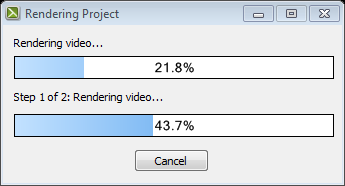 Rendering Project
Rendering video...
21.8%
Step 1 of 2: Rendering video...
43.7%
Cancel